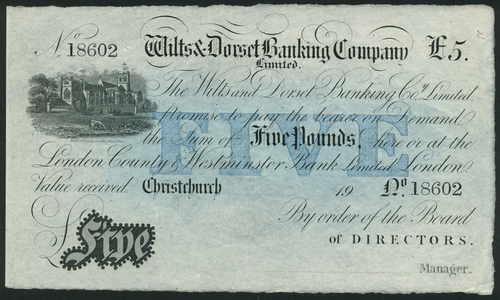 No 18602 Wilts & Dorset Banking Company £5.
Limited.
The Wilts and Dorset Banking Coy. Limited,
Promise to pay the bearer on Demand
the Sum of Five Pounds, here or at the
London County & Westminster Bank Limited, London.
Value received Christchurch 19 No. 18602
By order of the Board
of DIRECTORS.
£Five
Manager.
FIVE